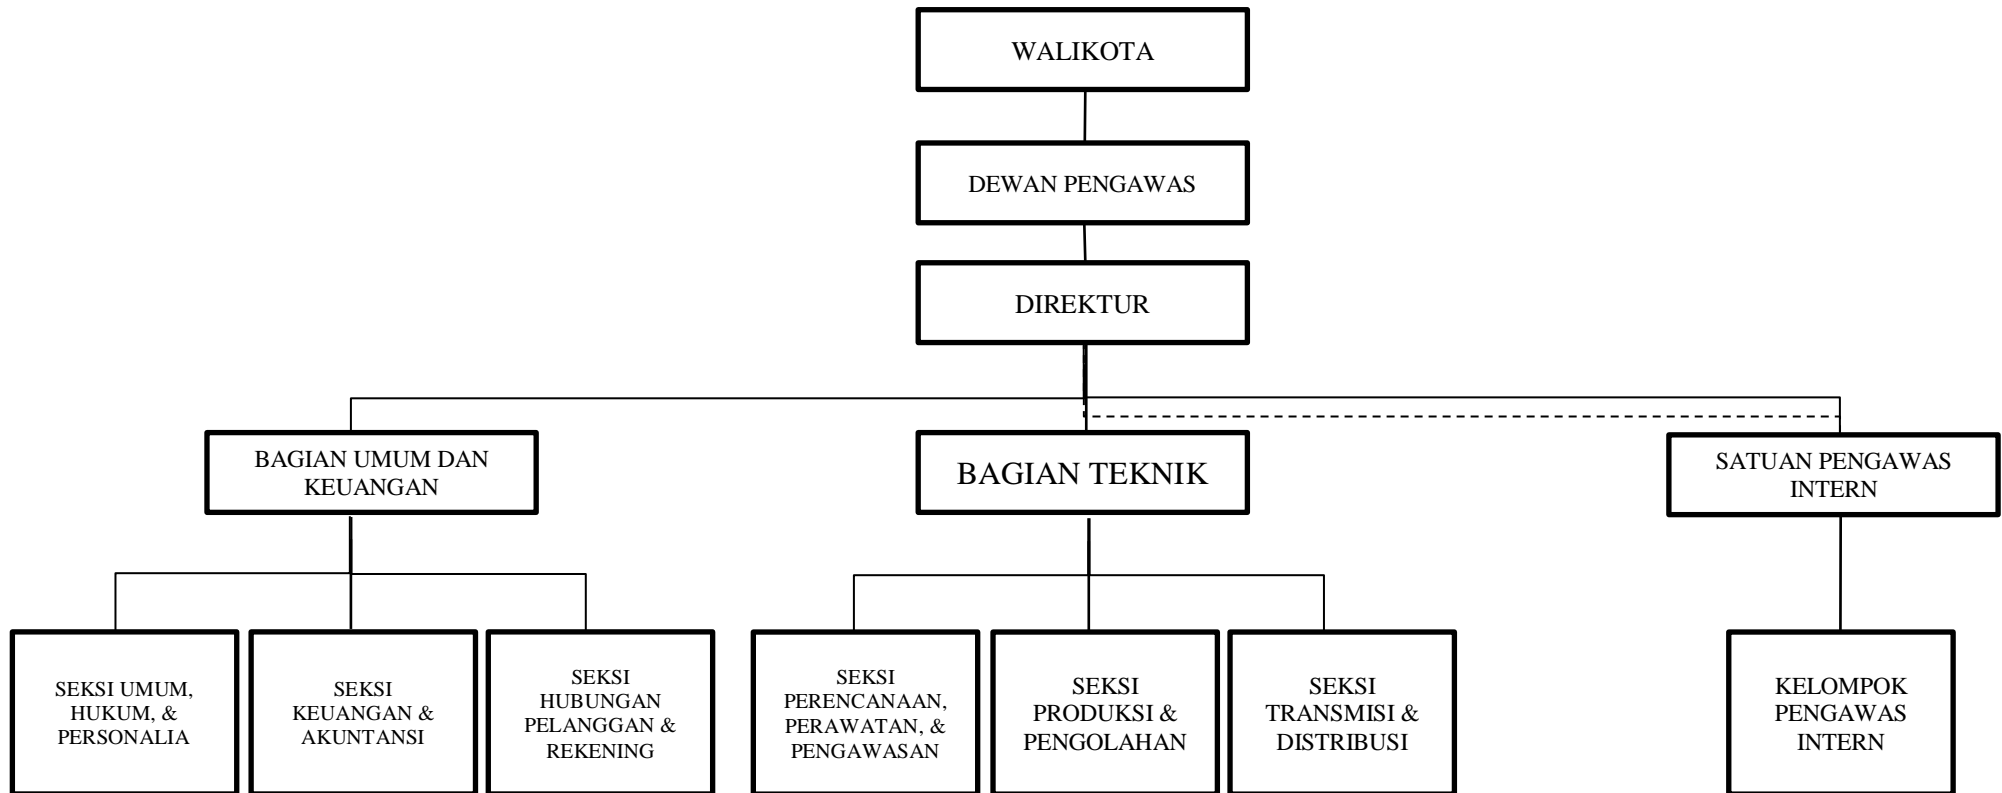 WALIKOTA
DEWAN PENGAWAS
DIREKTUR
BAGIAN UMUM DAN
KEUANGAN
BAGIAN TEKNIK
SATUAN PENGAWAS
INTERN
SEKSI UMUM,
HUKUM, &
PERSONALIA
SEKSI
KEUANGAN &
AKUNTANSI
SEKSI
HUBUNGAN
PELANGGAN &
REKENING
SEKSI
PERENCANAAN,
PERAWATAN, &
PENGAWASAN
SEKSI
PRODUKSI &
PENGOLAHAN
SEKSI
TRANSMISI &
DISTRIBUSI
KELOMPOK
PENGAWAS
INTERN